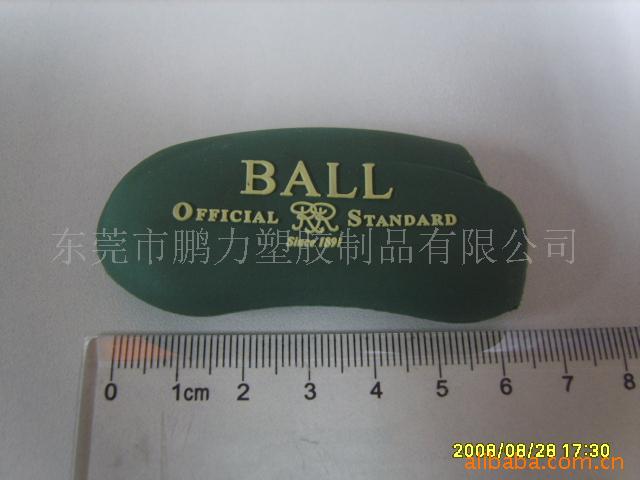 BALL
OFFICIAL RR STANDARD
Since 1891
东莞市鹏力塑胶制品有限公司
0 1cm 2 3 4 5 6 7 8
2008/08/28 17:30
alibaba.com.cn